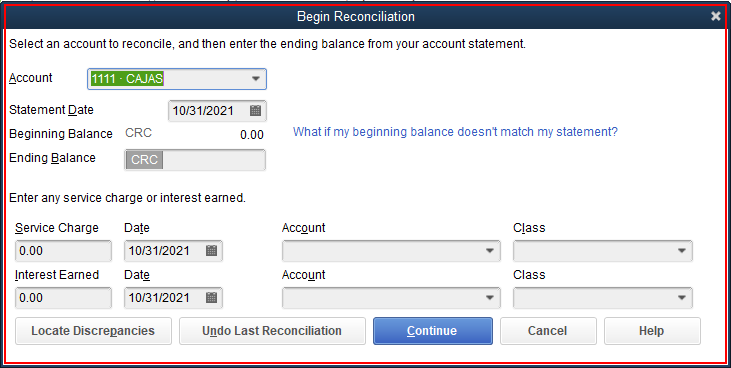 Begin Reconciliation
Select an account to reconcile, and then enter the ending balance from your account statement.
Account 1111 · CAJAS
Statement Date 10/31/2021
Beginning Balance CRC 0.00 What if my beginning balance doesn't match my statement?
Ending Balance CRC
Enter any service charge or interest earned.
Service Charge Date Account Class
0.00 10/31/2021
Interest Earned Date Account Class
0.00 10/31/2021
Locate Discrepancies Undo Last Reconciliation Continue Cancel Help